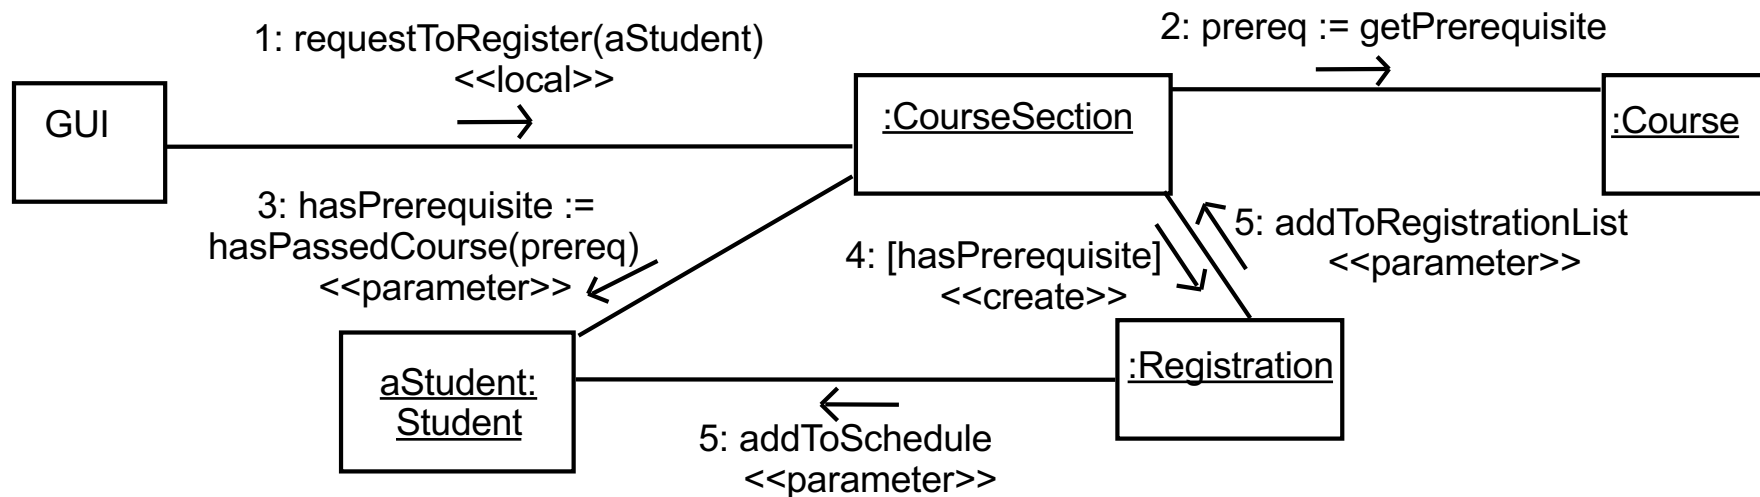 1: requestToRegister(aStudent)
<<local>>
2: prereq := getPrerequisite
GUI
:CourseSection
:Course
3: hasPrerequisite :=
hasPassedCourse(prereq)
<<parameter>>
4: [hasPrerequisite]
<<create>>
5: addToRegistrationList
<<parameter>>
aStudent:
Student
:Registration
5: addToSchedule
<<parameter>>